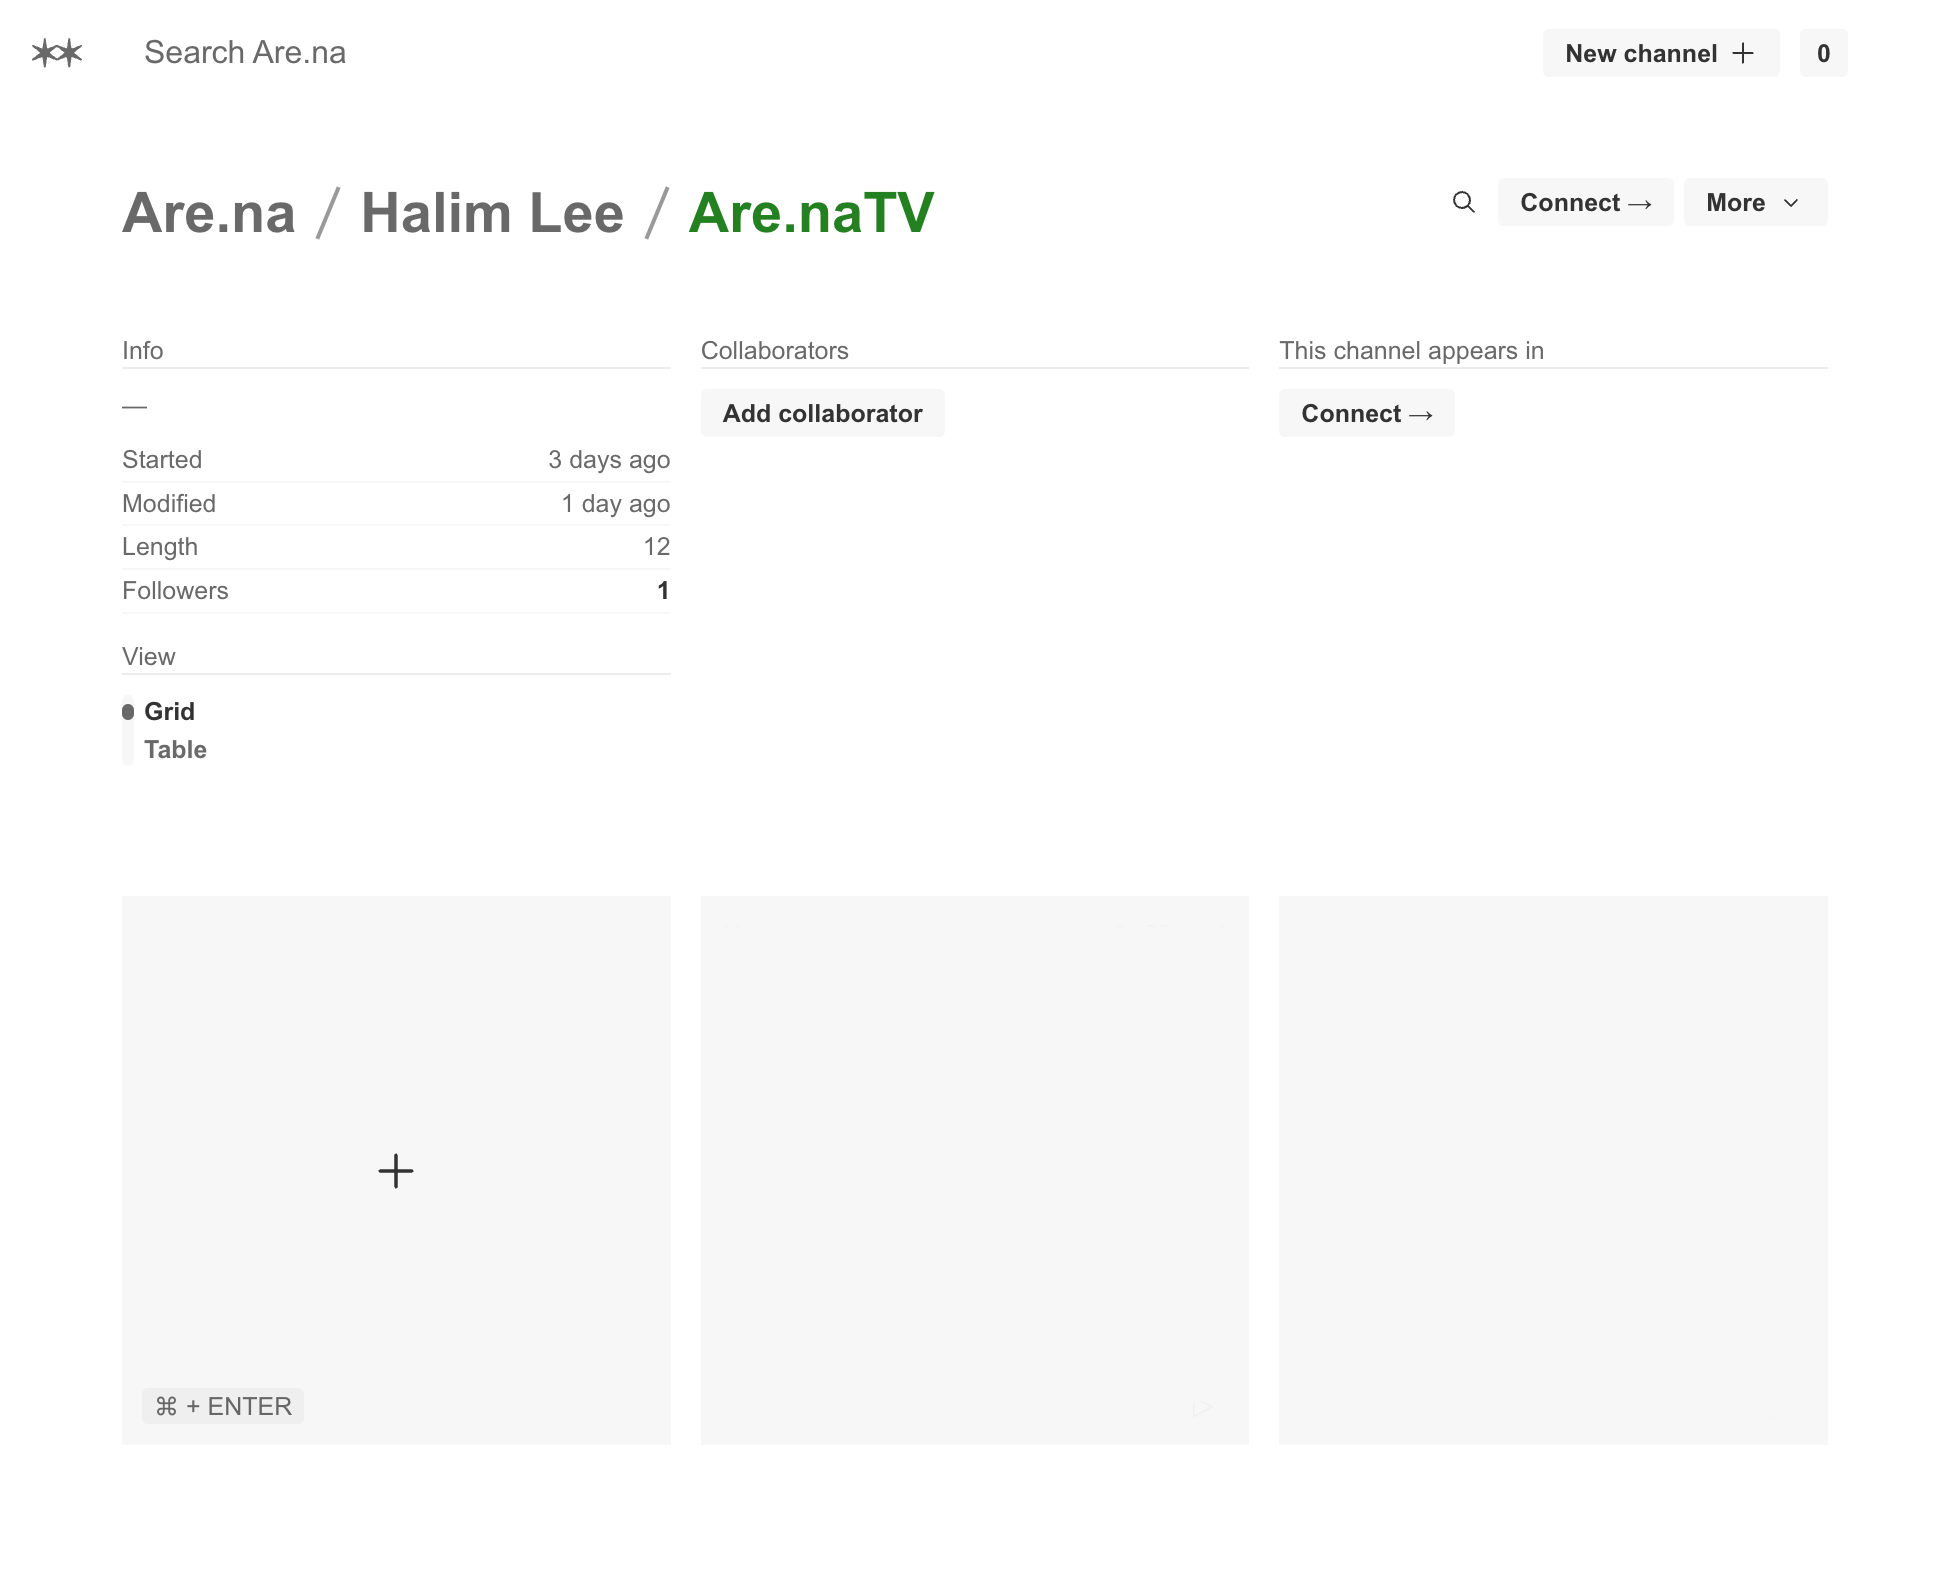 Search Are.na
New channel +
0
Are.na / Halim Lee / Are.naTV
Connect →
More
Info
—
Started 3 days ago
Modified 1 day ago
Length 12
Followers 1
View
Grid
Table
Collaborators
Add collaborator
This channel appears in
Connect →
+
⌘ + ENTER